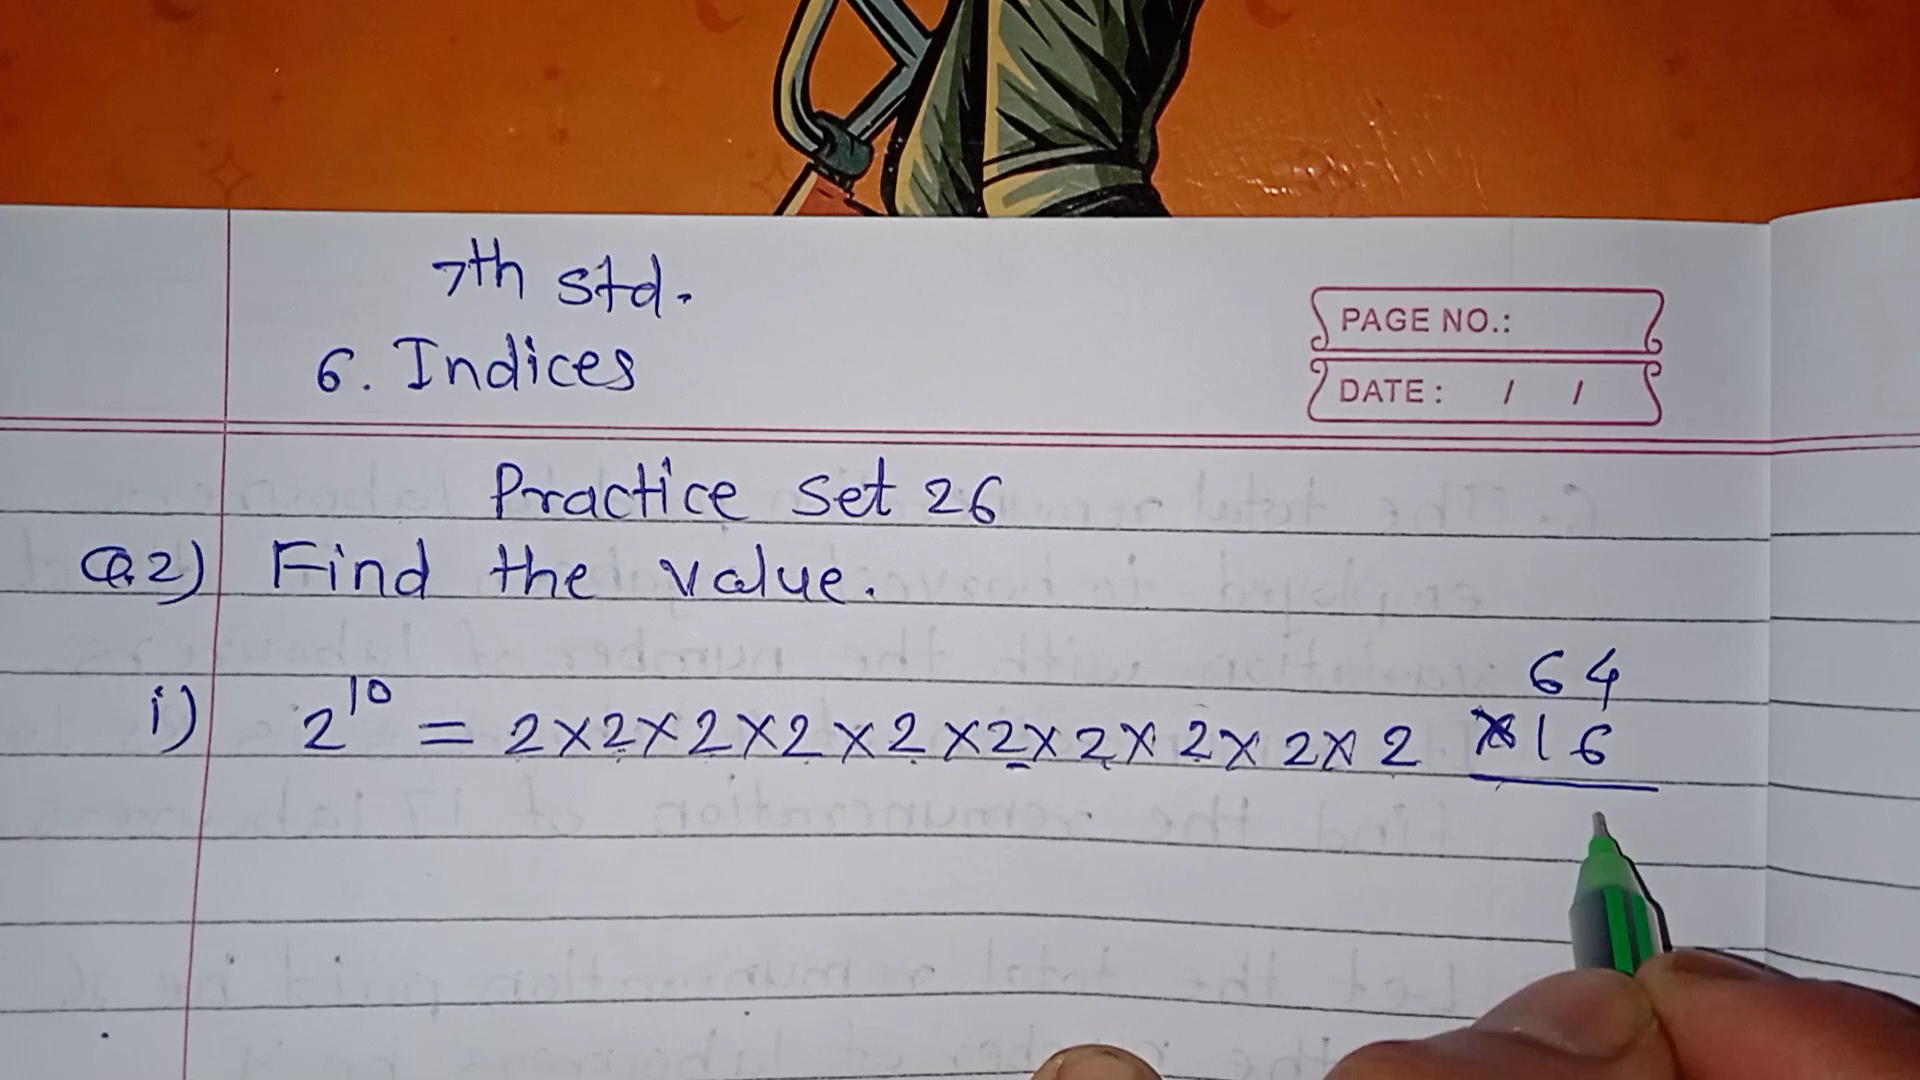 7th std.
6. Indices
PAGE NO.:
DATE: / /
Practice Set 26
Q.2) Find the value.
64
i) 2^10 = 2×2×2×2×2×2×2×2×2×2 ×16